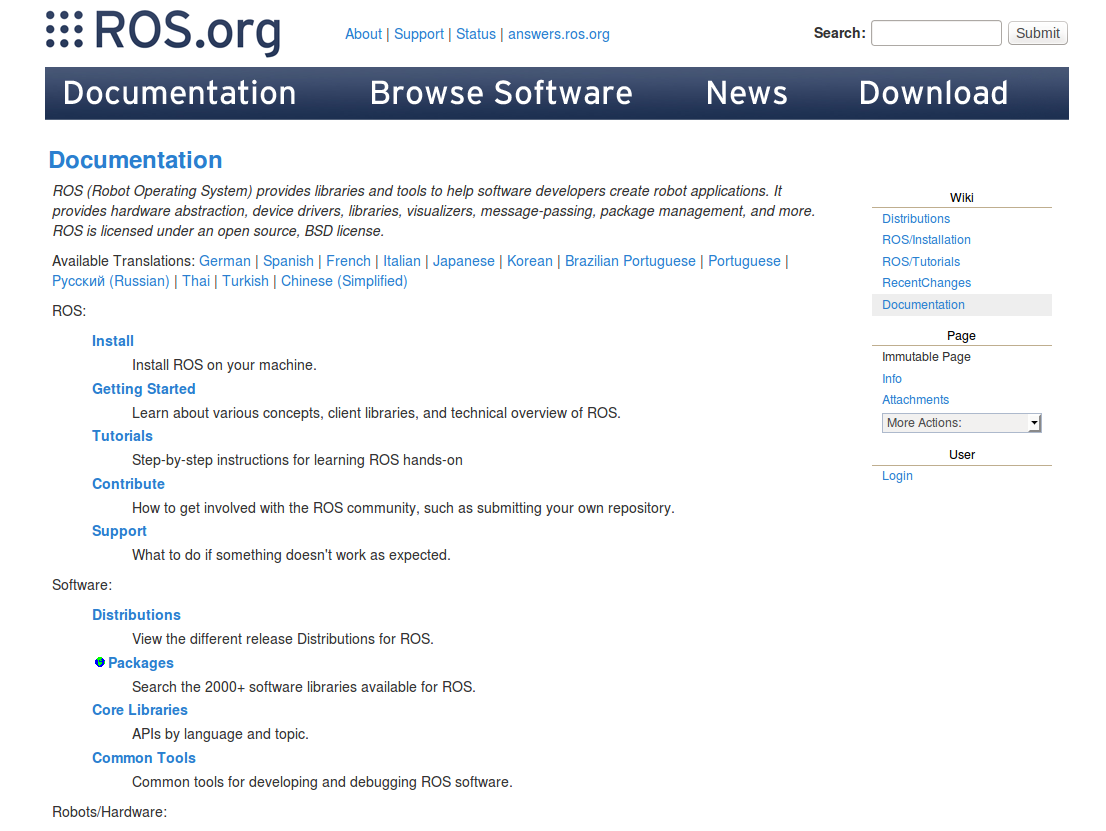 ROS.org
About | Support | Status | answers.ros.org
Search:
Submit
Documentation
Browse Software
News
Download
Documentation
ROS (Robot Operating System) provides libraries and tools to help software developers create robot applications. It
provides hardware abstraction, device drivers, libraries, visualizers, message-passing, package management, and more.
ROS is licensed under an open source, BSD license.
Available Translations: German | Spanish | French | Italian | Japanese | Korean | Brazilian Portuguese | Portuguese |
Русский (Russian) | Thai | Turkish | Chinese (Simplified)
ROS:
Install
Install ROS on your machine.
Getting Started
Learn about various concepts, client libraries, and technical overview of ROS.
Tutorials
Step-by-step instructions for learning ROS hands-on
Contribute
How to get involved with the ROS community, such as submitting your own repository.
Support
What to do if something doesn't work as expected.
Software:
Distributions
View the different release Distributions for ROS.
Packages
Search the 2000+ software libraries available for ROS.
Core Libraries
APIs by language and topic.
Common Tools
Common tools for developing and debugging ROS software.
Robots/Hardware:
Wiki
Distributions
ROS/Installation
ROS/Tutorials
RecentChanges
Documentation
Page
Immutable Page
Info
Attachments
More Actions:
User
Login